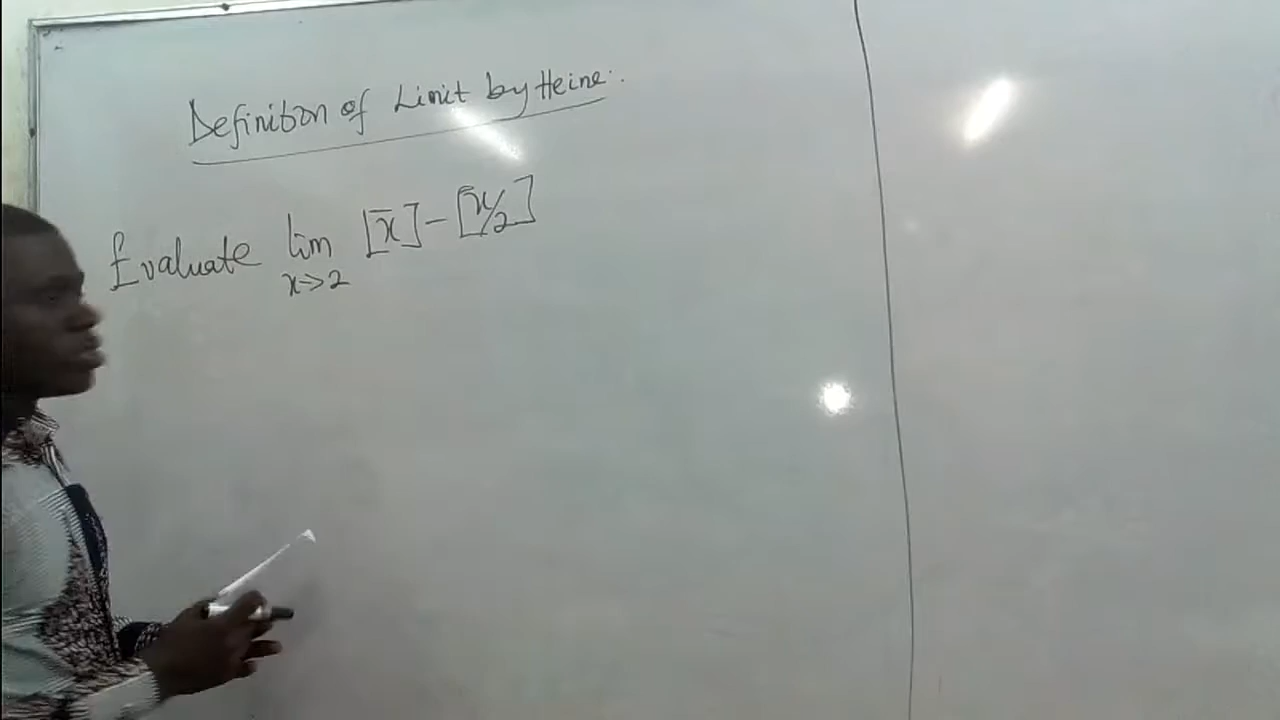 Definition of Limit by Heine:.
Evaluate lim [x] - [x/2]
x→2